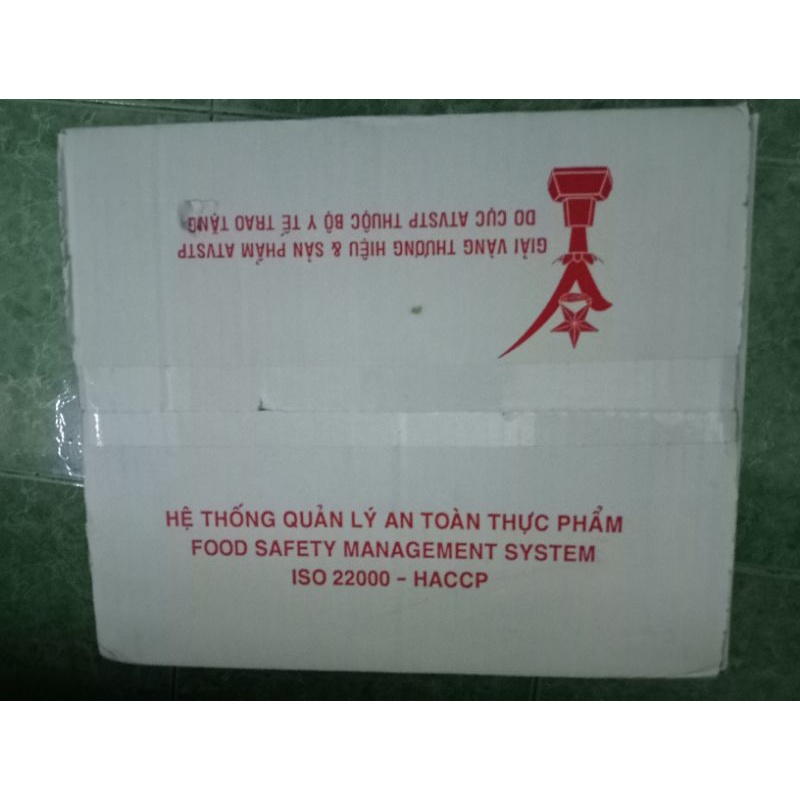 GIẢI VÀNG THƯƠNG HIỆU & SẢN PHẨM ATVSTP
DO CỤC ATVSTP THUỘC BỘ Y TẾ TRAO TẶNG
HỆ THỐNG QUẢN LÝ AN TOÀN THỰC PHẨM
FOOD SAFETY MANAGEMENT SYSTEM
ISO 22000 - HACCP